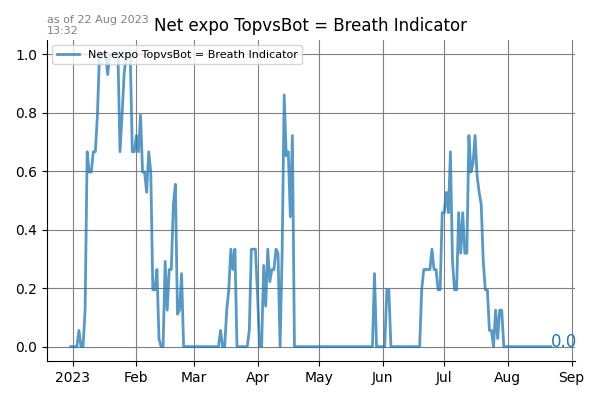 as of 22 Aug 2023
13:32
Net expo TopvsBot = Breath Indicator
Net expo TopvsBot = Breath Indicator
1.0
0.8
0.6
0.4
0.2
0.0
0.0
2023 Feb Mar Apr May Jun Jul Aug Sep